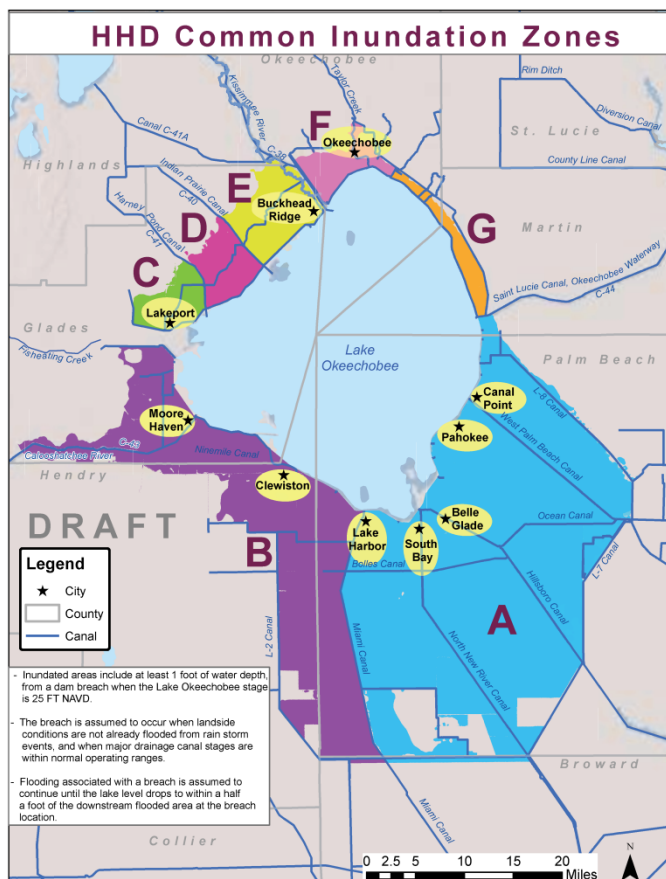 HHD Common Inundation Zones
Okeechobee
Taylor Creek
Kissimmee River
Rim Ditch
Canal C-41A
Diversion Canal
F
St. Lucie
C-38
Okeechobee
Highlands
County Line Canal
Indian Prairie Canal
C-40
E
Harney Pond Canal
C-41
Buckhead
Ridge
D
G
Martin
C
Saint Lucie Canal, Okeechobee Waterway
C-44
Lakeport
Glades
Fisheating Creek
Lake
Okeechobee
Palm Beach
L-8 Canal
Canal
Point
Moore
Haven
West Palm Beach Canal
Pahokee
C-43
Caloosahatchee River
Ninemile Canal
Hendry
Clewiston
DRAFT
Belle
Glade
Ocean Canal
Lake
Harbor
South
Bay
B
Bolles Canal
L-7 Canal
Hillsboro Canal
Legend
City
County
Canal
A
L-2 Canal
Miami Canal
North New River Canal
- Inundated areas include at least 1 foot of water depth,
from a dam breach when the Lake Okeechobee stage
is 25 FT NAVD.
- The breach is assumed to occur when landside
conditions are not already flooded from rain storm
events, and when major drainage canal stages are
within normal operating ranges.
- Flooding associated with a breach is assumed to
continue until the lake level drops to within a half
a foot of the downstream flooded area at the breach
location.
Broward
Miami Canal
Collier
N
0 2.5 5 10 15 20
Miles